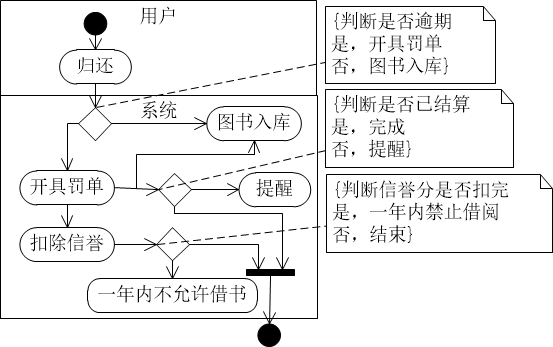 用户
归还
系统
图书入库
开具罚单
提醒
扣除信誉
一年内不允许借书
{判断是否逾期
是，开具罚单
否，图书入库}
{判断是否已结算
是，完成
否，提醒}
{判断信誉分是否扣完
是，一年内禁止借阅
否，结束}